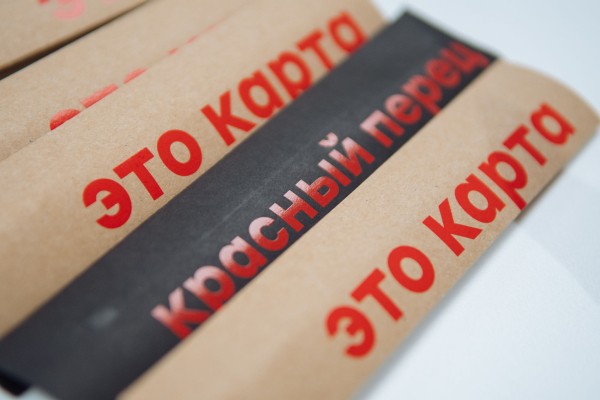 это карта
красный перец
это карта